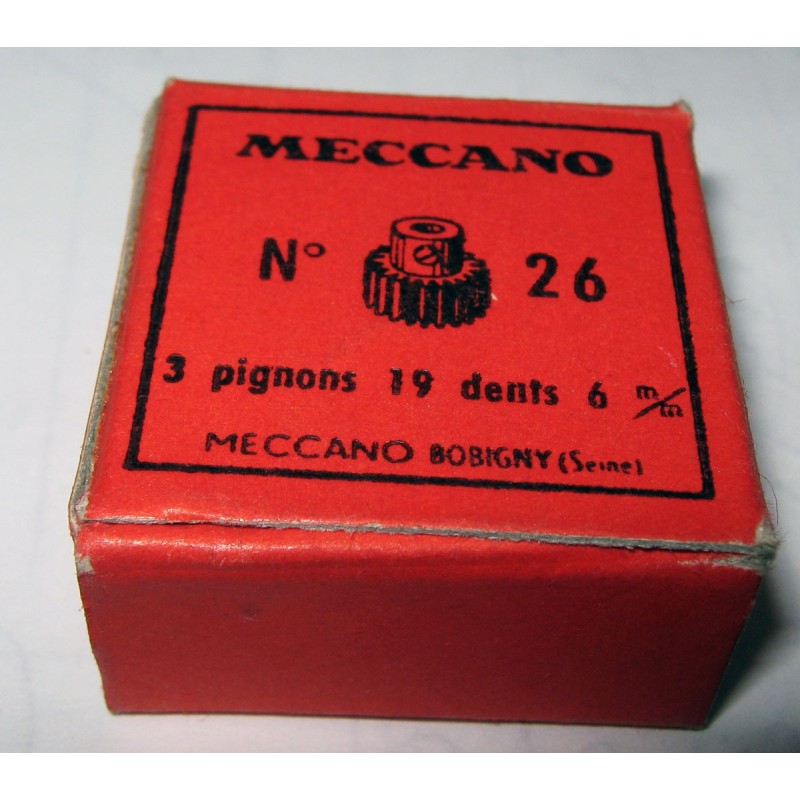 MECCANO
N° 26
3 pignons 19 dents 6 m/m
MECCANO BOBIGNY (Seine)